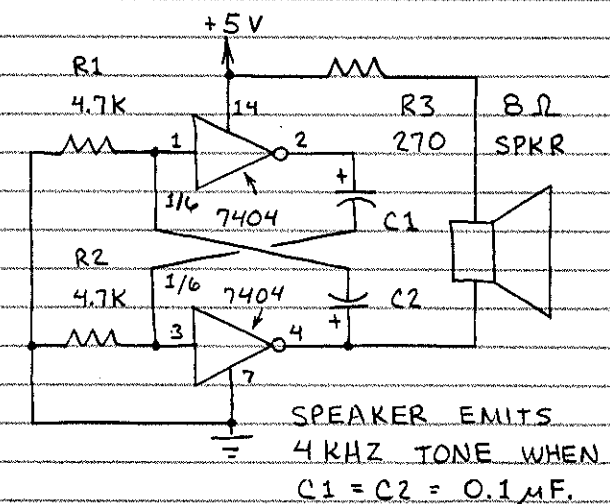 +5V
R1
4.7K
14
R3
270
8Ω
SPKR
1
2
+
1/6
7404
C1
R2
4.7K
1/6
7404
C2
+
3
4
7
SPEAKER EMITS
4 KHZ TONE WHEN
C1 = C2 = 0.1 μF.